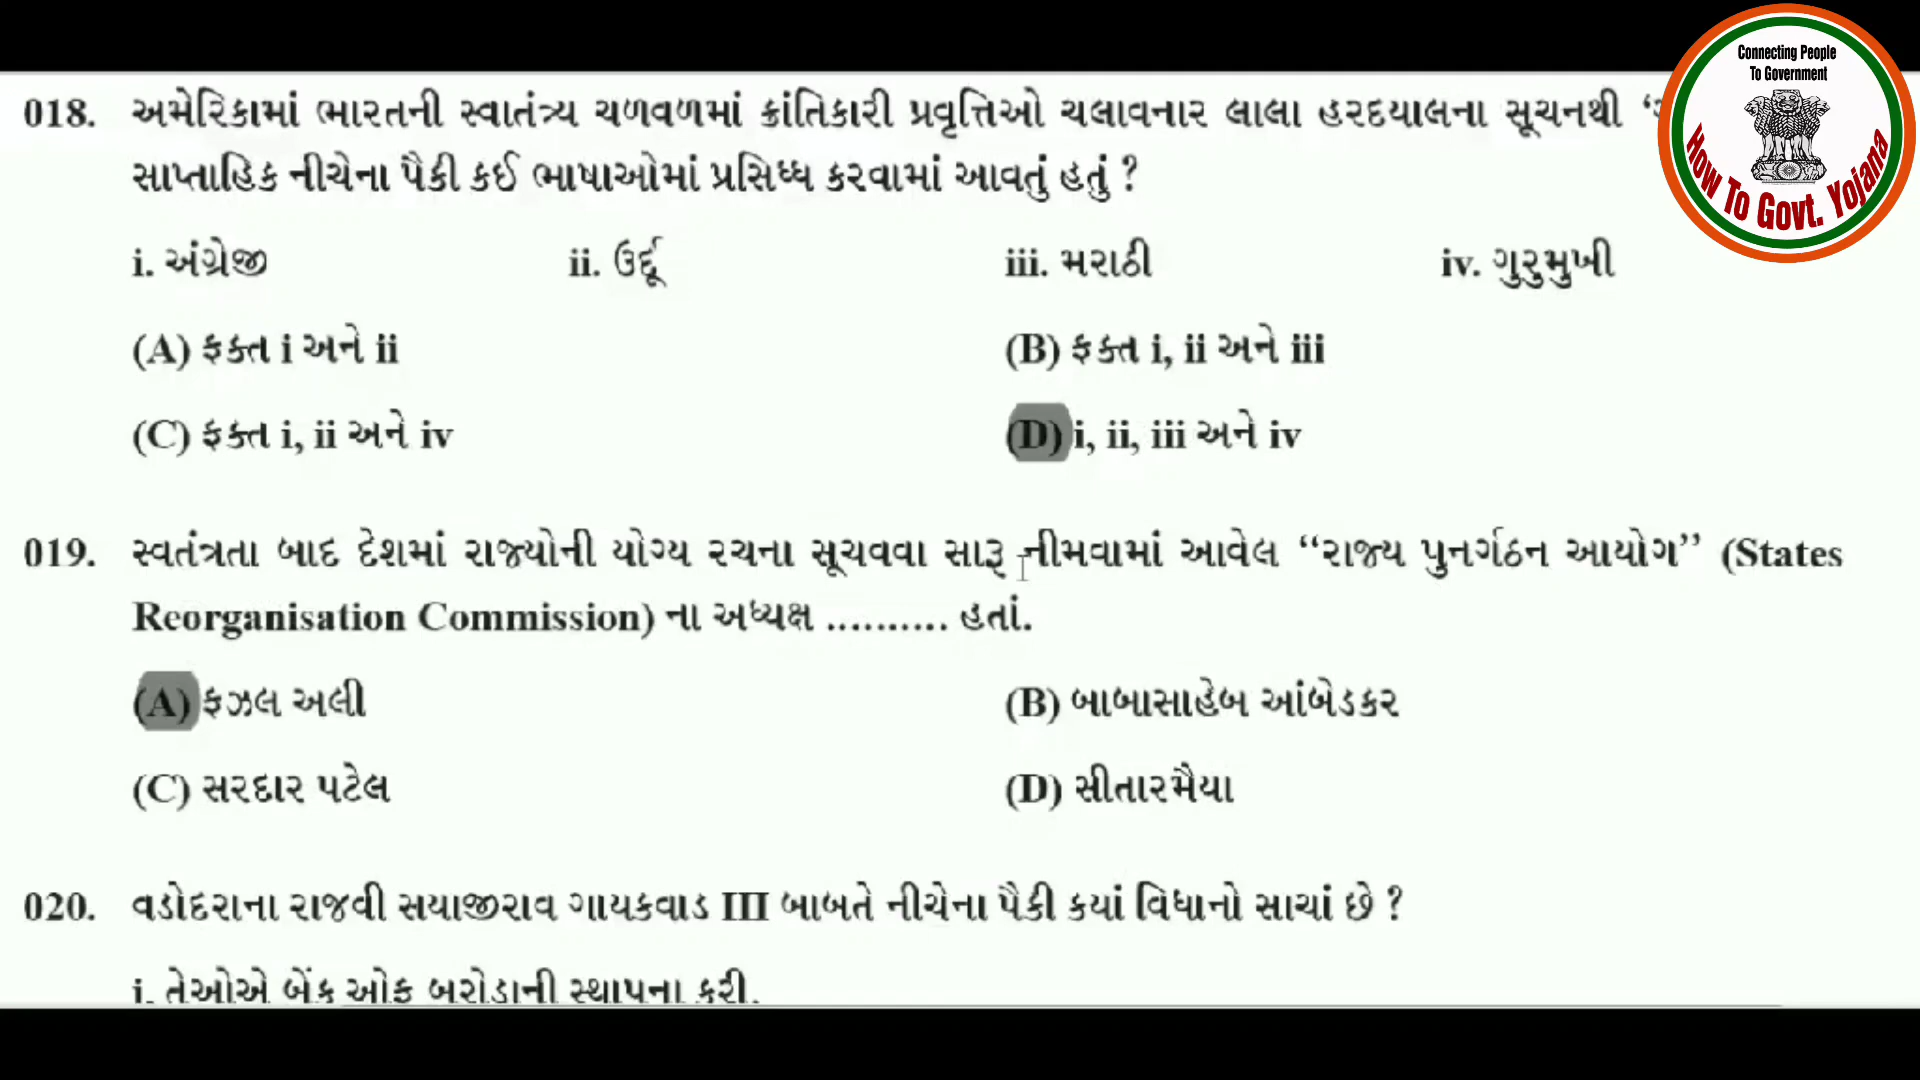 Connecting People
To Government
How To Govt. Yojana
018. અમેરિકામાં ભારતની સ્વાતંત્ર્ય ચળવળમાં ક્રાંતિકારી પ્રવૃત્તિઓ ચલાવનાર લાલા હરદયાલના સૂચનથી
સાપ્તાહિક નીચેના પૈકી કઈ ભાષાઓમાં પ્રસિધ્ધ કરવામાં આવતું હતું ?
i. અંગ્રેજી ii. ઉર્દૂ iii. મરાઠી iv. ગુરુમુખી
(A) ફક્ત i અને ii (B) ફક્ત i, ii અને iii
(C) ફક્ત i, ii અને iv (D) i, ii, iii અને iv
019. સ્વતંત્રતા બાદ દેશમાં રાજ્યોની યોગ્ય રચના સૂચવવા સારૂ નીમવામાં આવેલ “રાજ્ય પુનર્ગઠન આયોગ” (States
Reorganisation Commission) ના અધ્યક્ષ .......... હતાં.
(A) ફઝલ અલી (B) બાબાસાહેબ આંબેડકર
(C) સરદાર પટેલ (D) સીતારમૈયા
020. વડોદરાના રાજવી સયાજીરાવ ગાયકવાડ III બાબતે નીચેના પૈકી કયાં વિધાનો સાચાં છે ?
i. તેઓએ બેંક ઓફ બરોડાની સ્થાપના કરી.